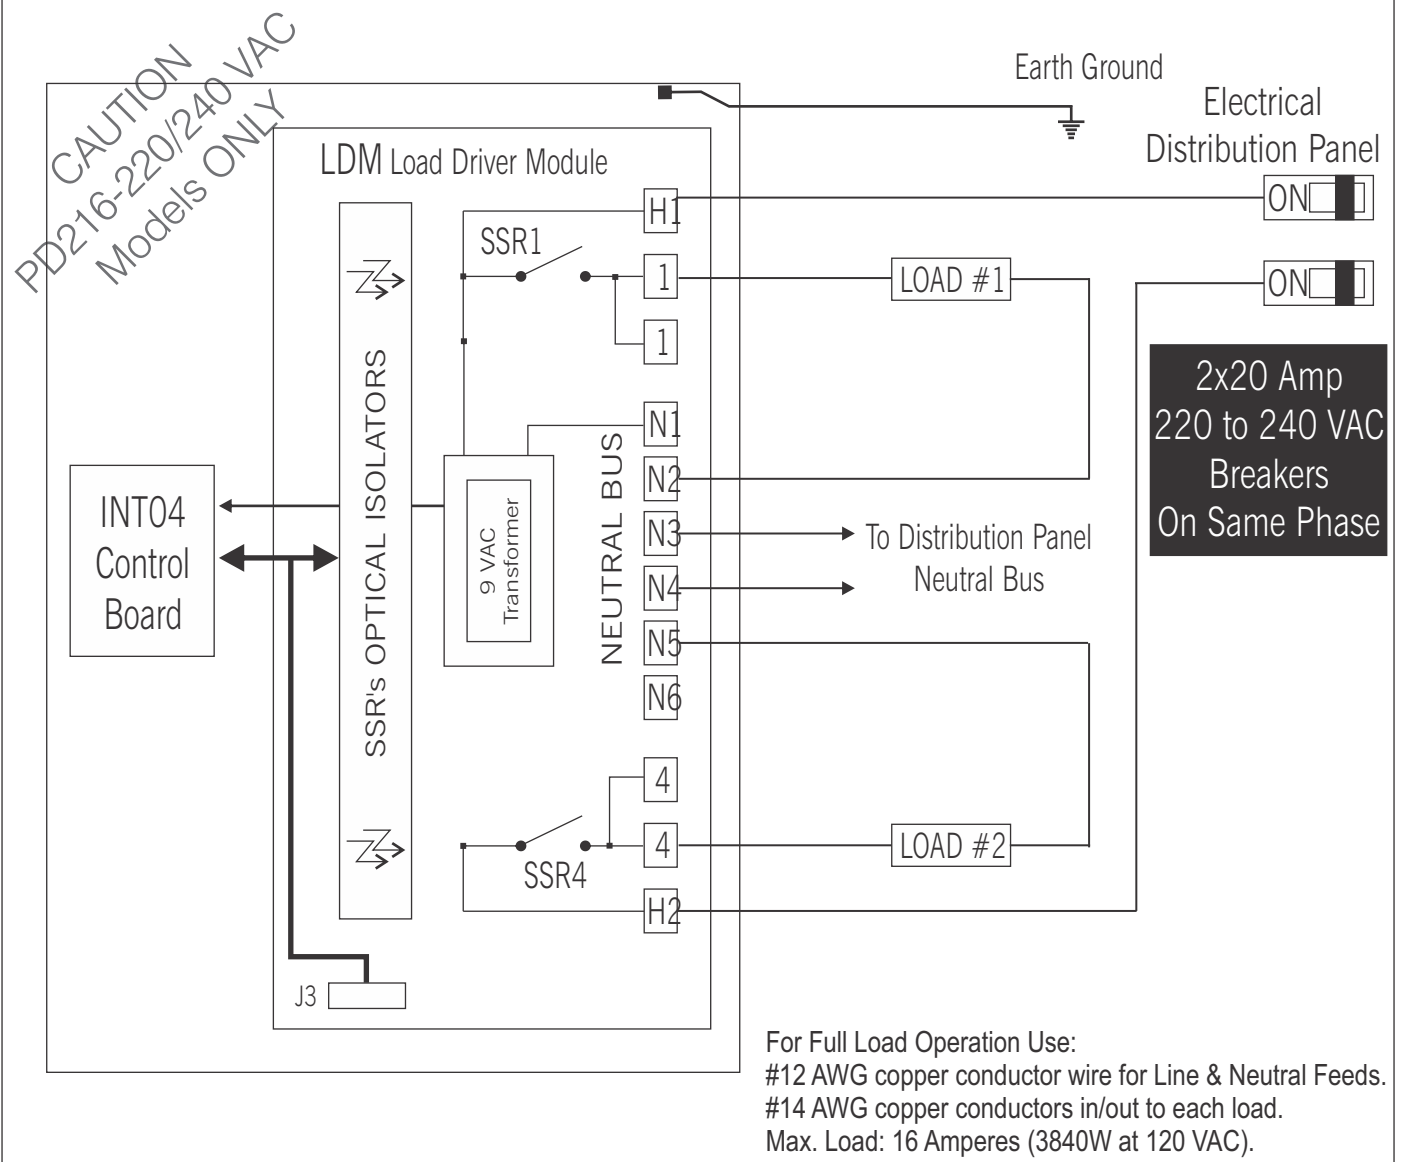 CAUTION
PD216-220/240 VAC
Models ONLY
Earth Ground
Electrical
Distribution Panel
LDM Load Driver Module
H1
ON
SSR1
1
LOAD #1
ON
1
2x20 Amp
220 to 240 VAC
Breakers
On Same Phase
SSR's OPTICAL ISOLATORS
NEUTRAL BUS
N1
N2
INT04
Control
Board
9 VAC
Transformer
N3
To Distribution Panel
Neutral Bus
N4
N5
N6
4
4
LOAD #2
SSR4
H2
J3
For Full Load Operation Use:
#12 AWG copper conductor wire for Line & Neutral Feeds.
#14 AWG copper conductors in/out to each load.
Max. Load: 16 Amperes (3840W at 120 VAC).